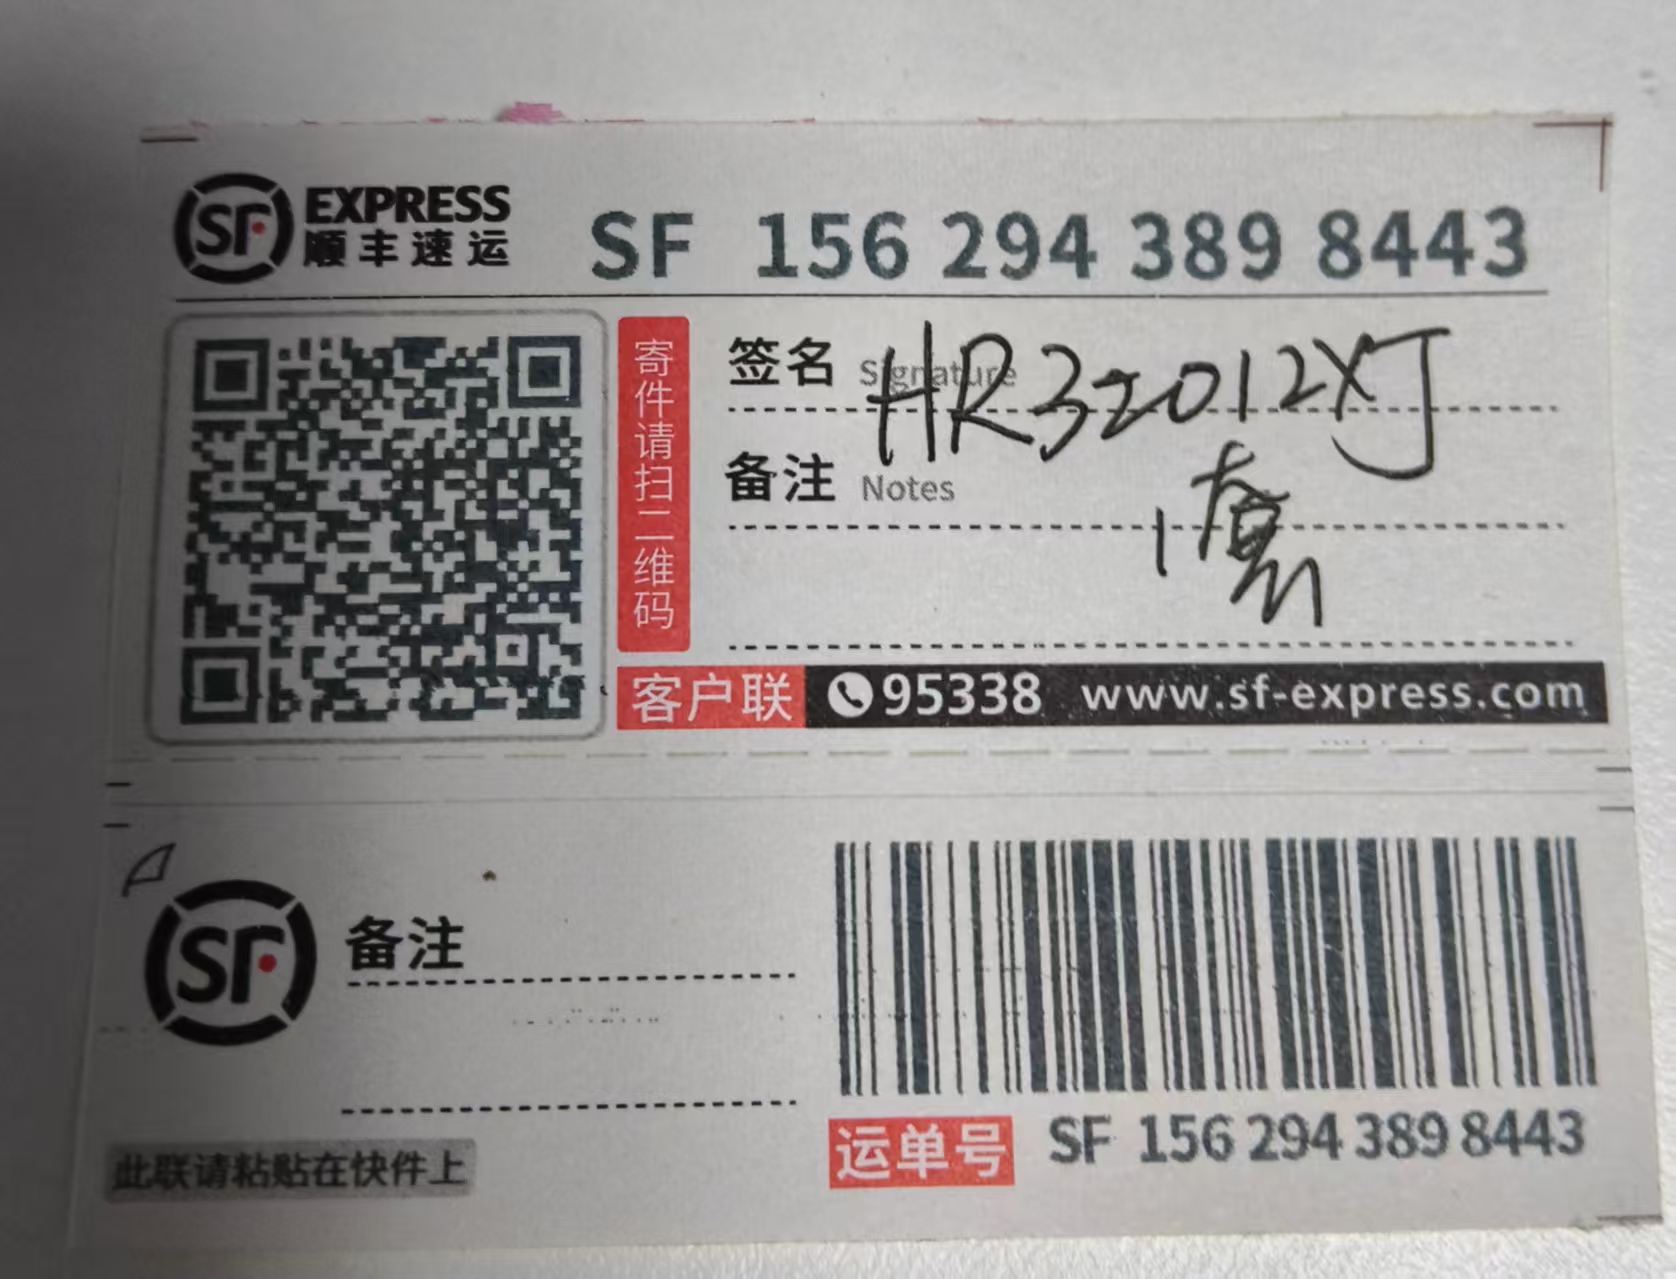 SF EXPRESS
顺丰速运
SF 156 294 389 8443
寄件请扫二维码
签名 Signature
HR32012XJ
备注 Notes
客户联 95338 www.sf-express.com
SF
备注
运单号 SF 156 294 389 8443
此联请粘贴在快件上